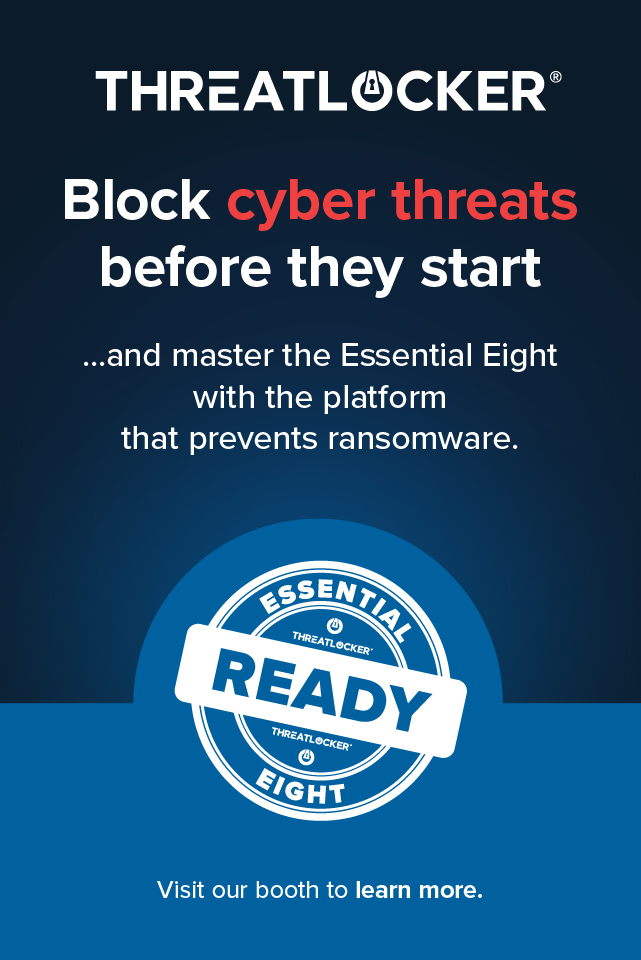 THREATLOCKER®
Block cyber threats
before they start
...and master the Essential Eight
with the platform
that prevents ransomware.
ESSENTIAL
THREATLOCKER®
READY
THREATLOCKER®
EIGHT
Visit our booth to learn more.